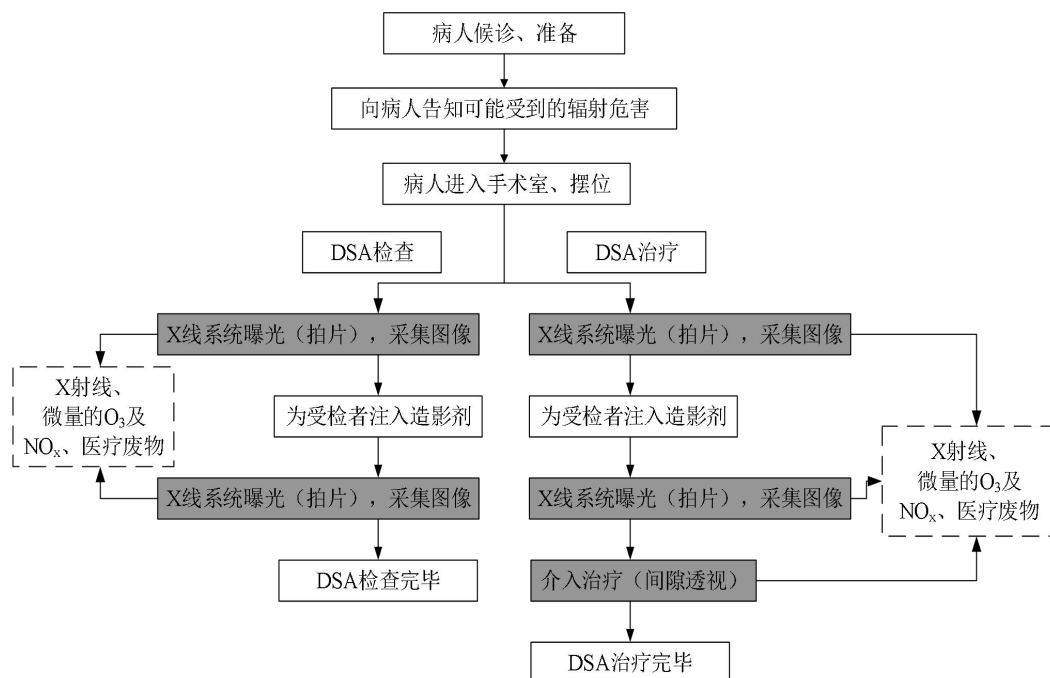 病人候诊、准备
向病人告知可能受到的辐射危害
病人进入手术室、摆位
DSA检查
DSA治疗
X线系统曝光（拍片），采集图像
X线系统曝光（拍片），采集图像
X射线、
微量的O₃及
NOₓ、医疗废物
为受检者注入造影剂
为受检者注入造影剂
X射线、
微量的O₃及
NOₓ、医疗废物
X线系统曝光（拍片），采集图像
X线系统曝光（拍片），采集图像
DSA检查完毕
介入治疗（间隙透视）
DSA治疗完毕